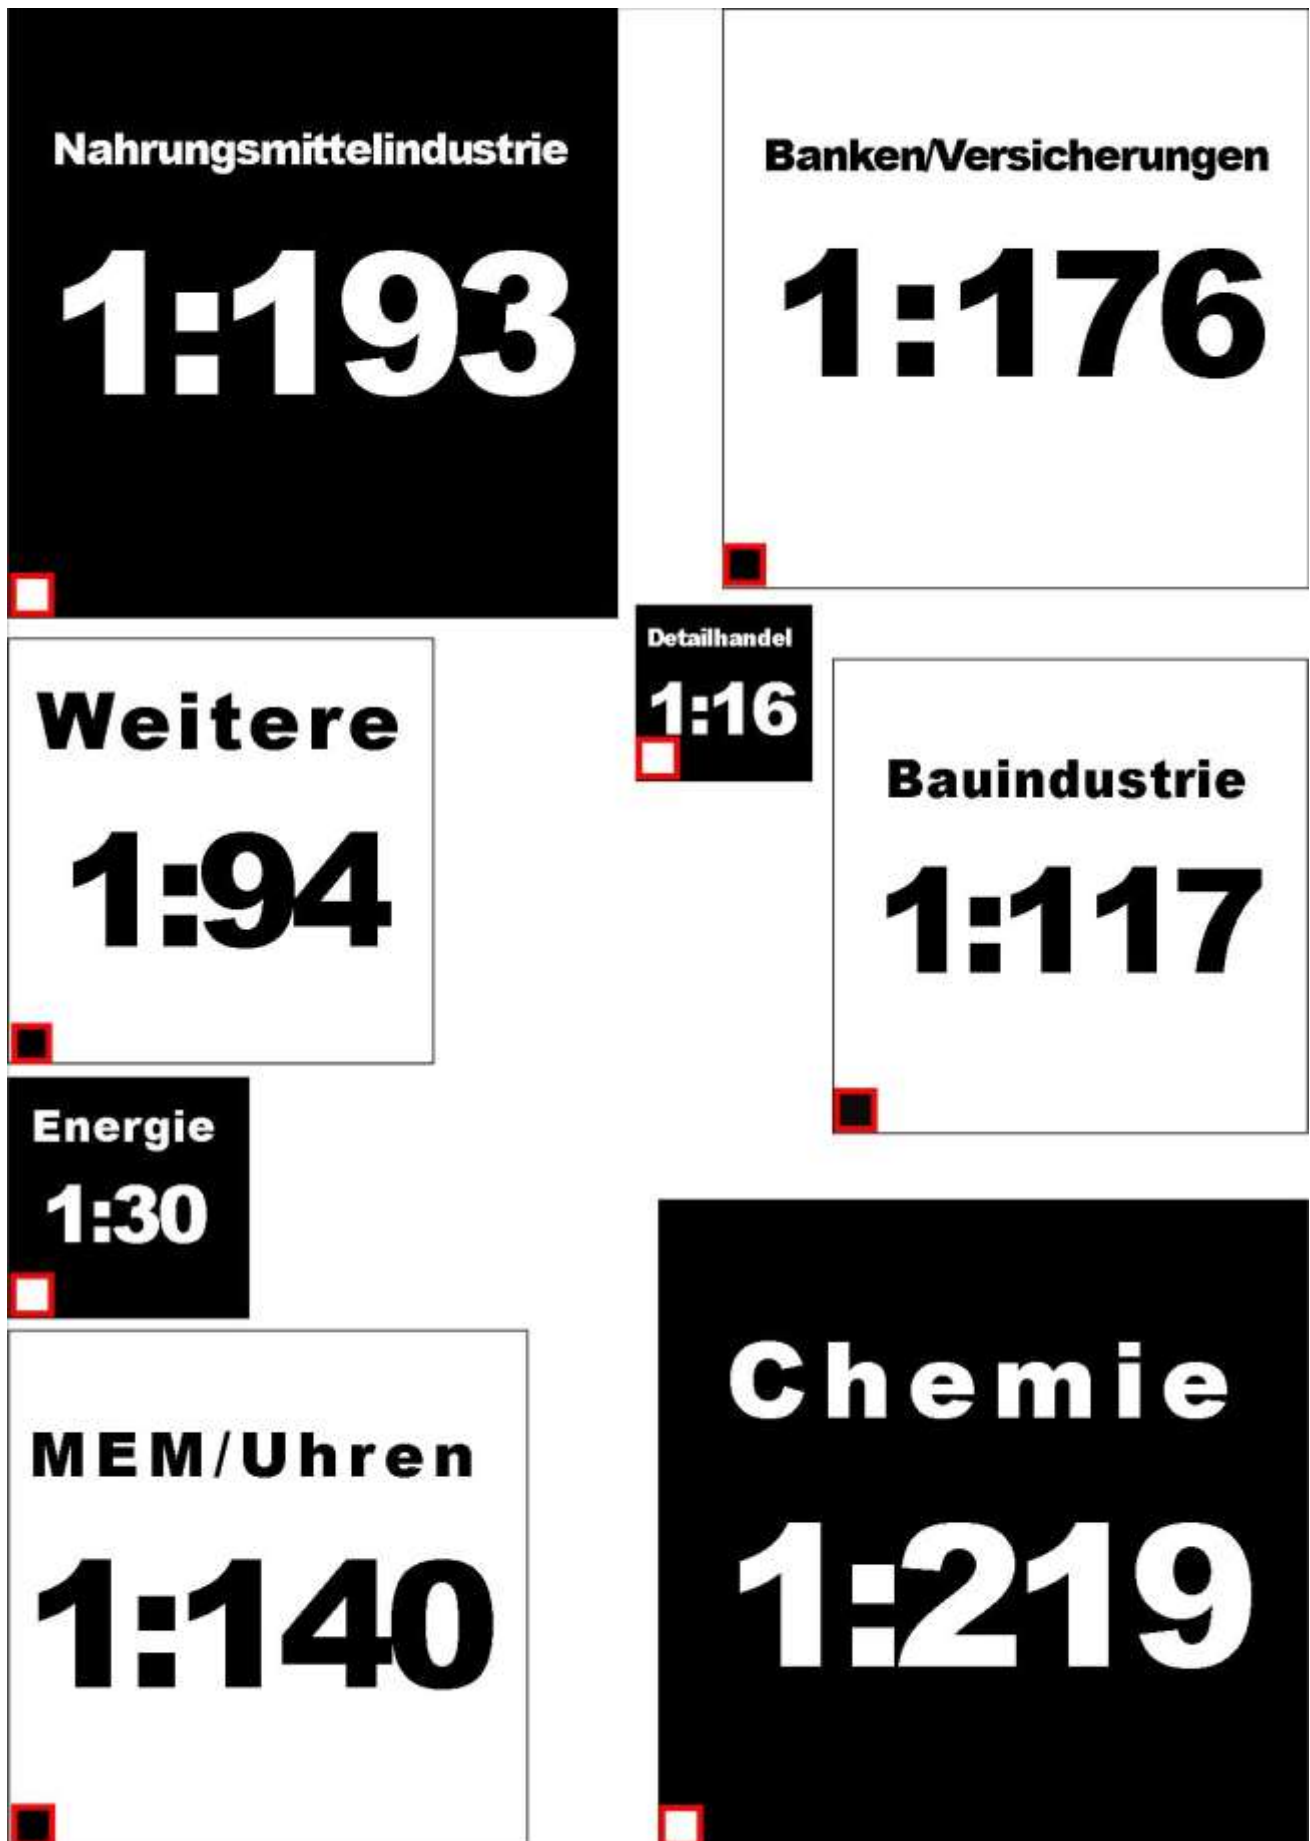 Nahrungsmittelindustrie
1:193
Banken/Versicherungen
1:176
Detailhandel
1:16
Weitere
1:94
Bauindustrie
1:117
Energie
1:30
Chemie
1:219
MEM/Uhren
1:140